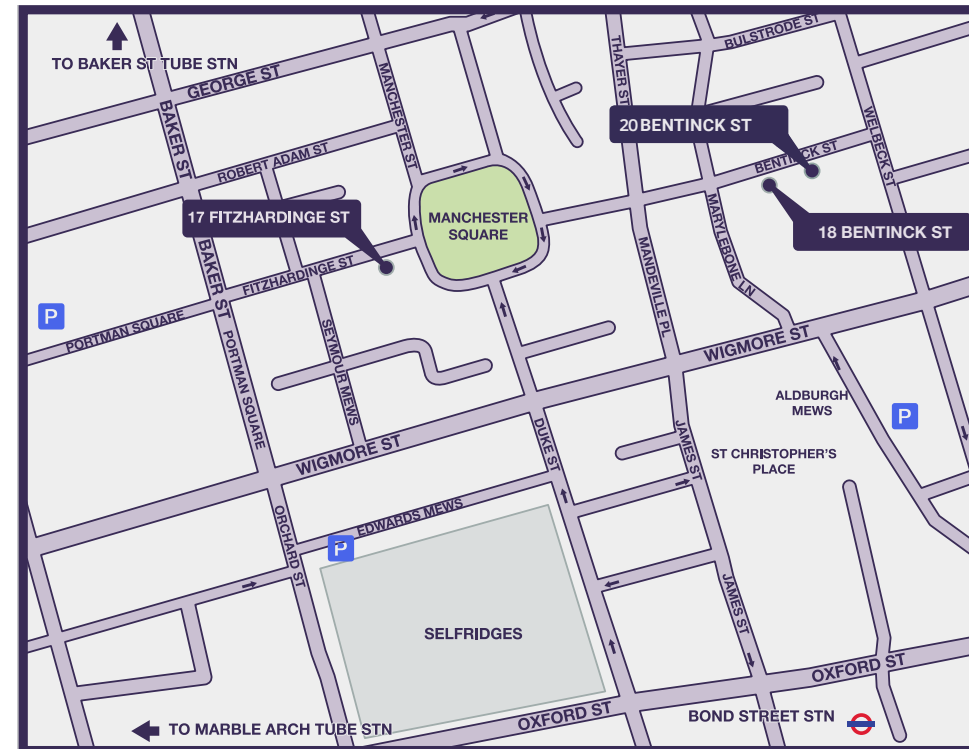 TO BAKER ST TUBE STN
GEORGE ST
BAKER ST
MANCHESTER ST
THAYER ST
BULSTRODE ST
20 BENTINCK ST
BENTINCK ST
WELBECK ST
ROBERT ADAM ST
17 FITZHARDINGE ST
MANCHESTER
SQUARE
18 BENTINCK ST
MARYLEBONE LN
MANDEVILLE PL
BAKER ST
FITZHARDINGE ST
PORTMAN SQUARE
P
PORTMAN SQUARE
SEYMOUR MEWS
WIGMORE ST
ALDBURGH
MEWS
P
WIGMORE ST
DUKE ST
JAMES ST
ST CHRISTOPHER'S
PLACE
ORCHARD ST
EDWARDS MEWS
P
SELFRIDGES
JAMES ST
OXFORD ST
OXFORD ST
BOND STREET STN
TO MARBLE ARCH TUBE STN